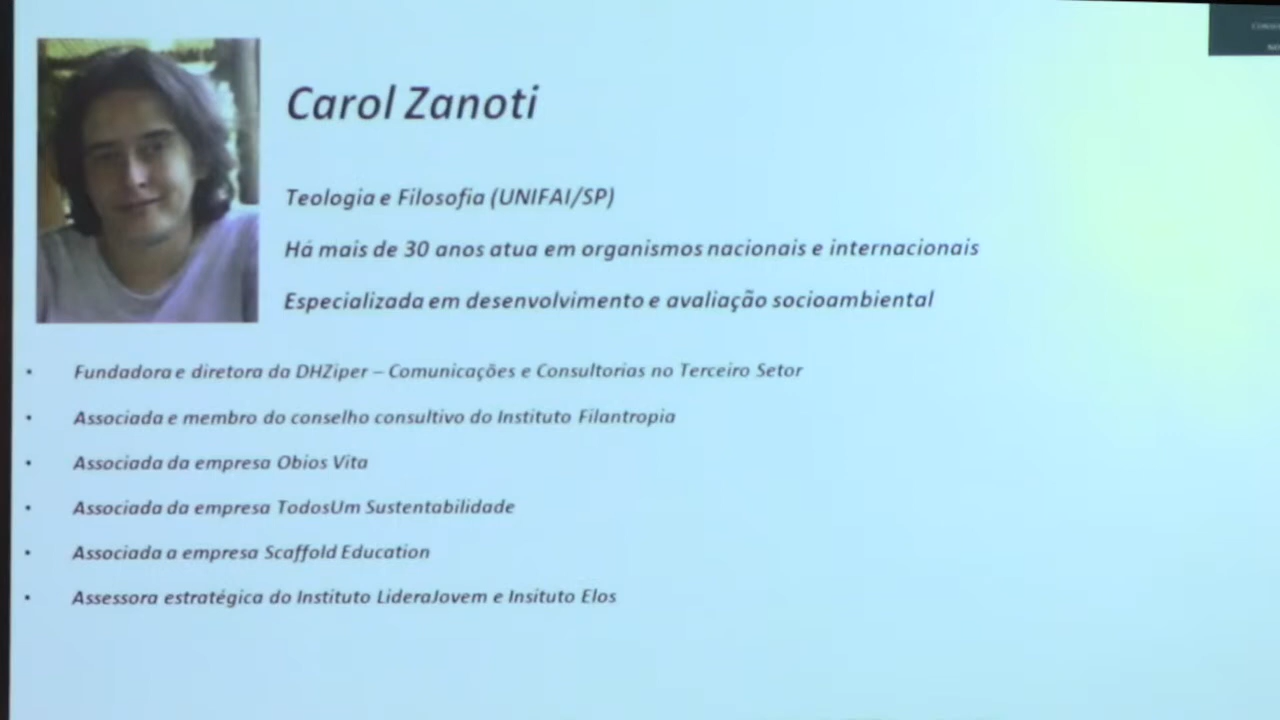 Carol Zanoti
Teologia e Filosofia (UNIFAI/SP)
Há mais de 30 anos atua em organismos nacionais e internacionais
Especializada em desenvolvimento e avaliação socioambiental
• Fundadora e diretora da DHZiper – Comunicações e Consultorias no Terceiro Setor
• Associada e membro do conselho consultivo do Instituto Filantropia
• Associada da empresa Obios Vita
• Associada da empresa TodosUm Sustentabilidade
• Associada a empresa Scaffold Education
• Assessora estratégica do Instituto LideraJovem e Insituto Elos